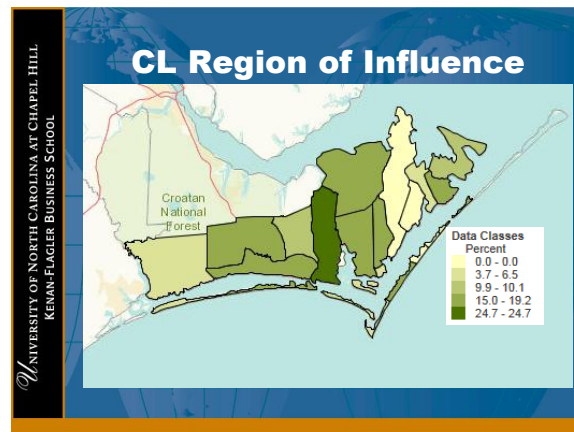 UNIVERSITY OF NORTH CAROLINA AT CHAPEL HILL
KENAN-FLAGLER BUSINESS SCHOOL
CL Region of Influence
Croatan
National
Forest
Data Classes
Percent
0.0 - 0.0
3.7 - 6.5
9.9 - 10.1
15.0 - 19.2
24.7 - 24.7